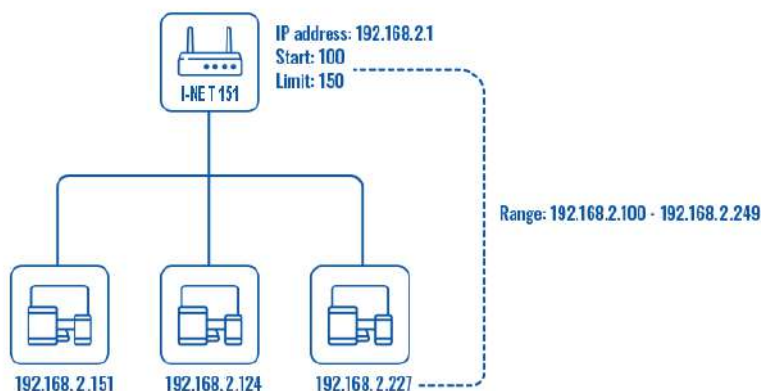 IP address: 192.168.2.1
Start: 100
Limit: 150
I-NET 151
Range: 192.168.2.100 - 192.168.2.249
192.168.2.151
192.168.2.124
192.168.2.227